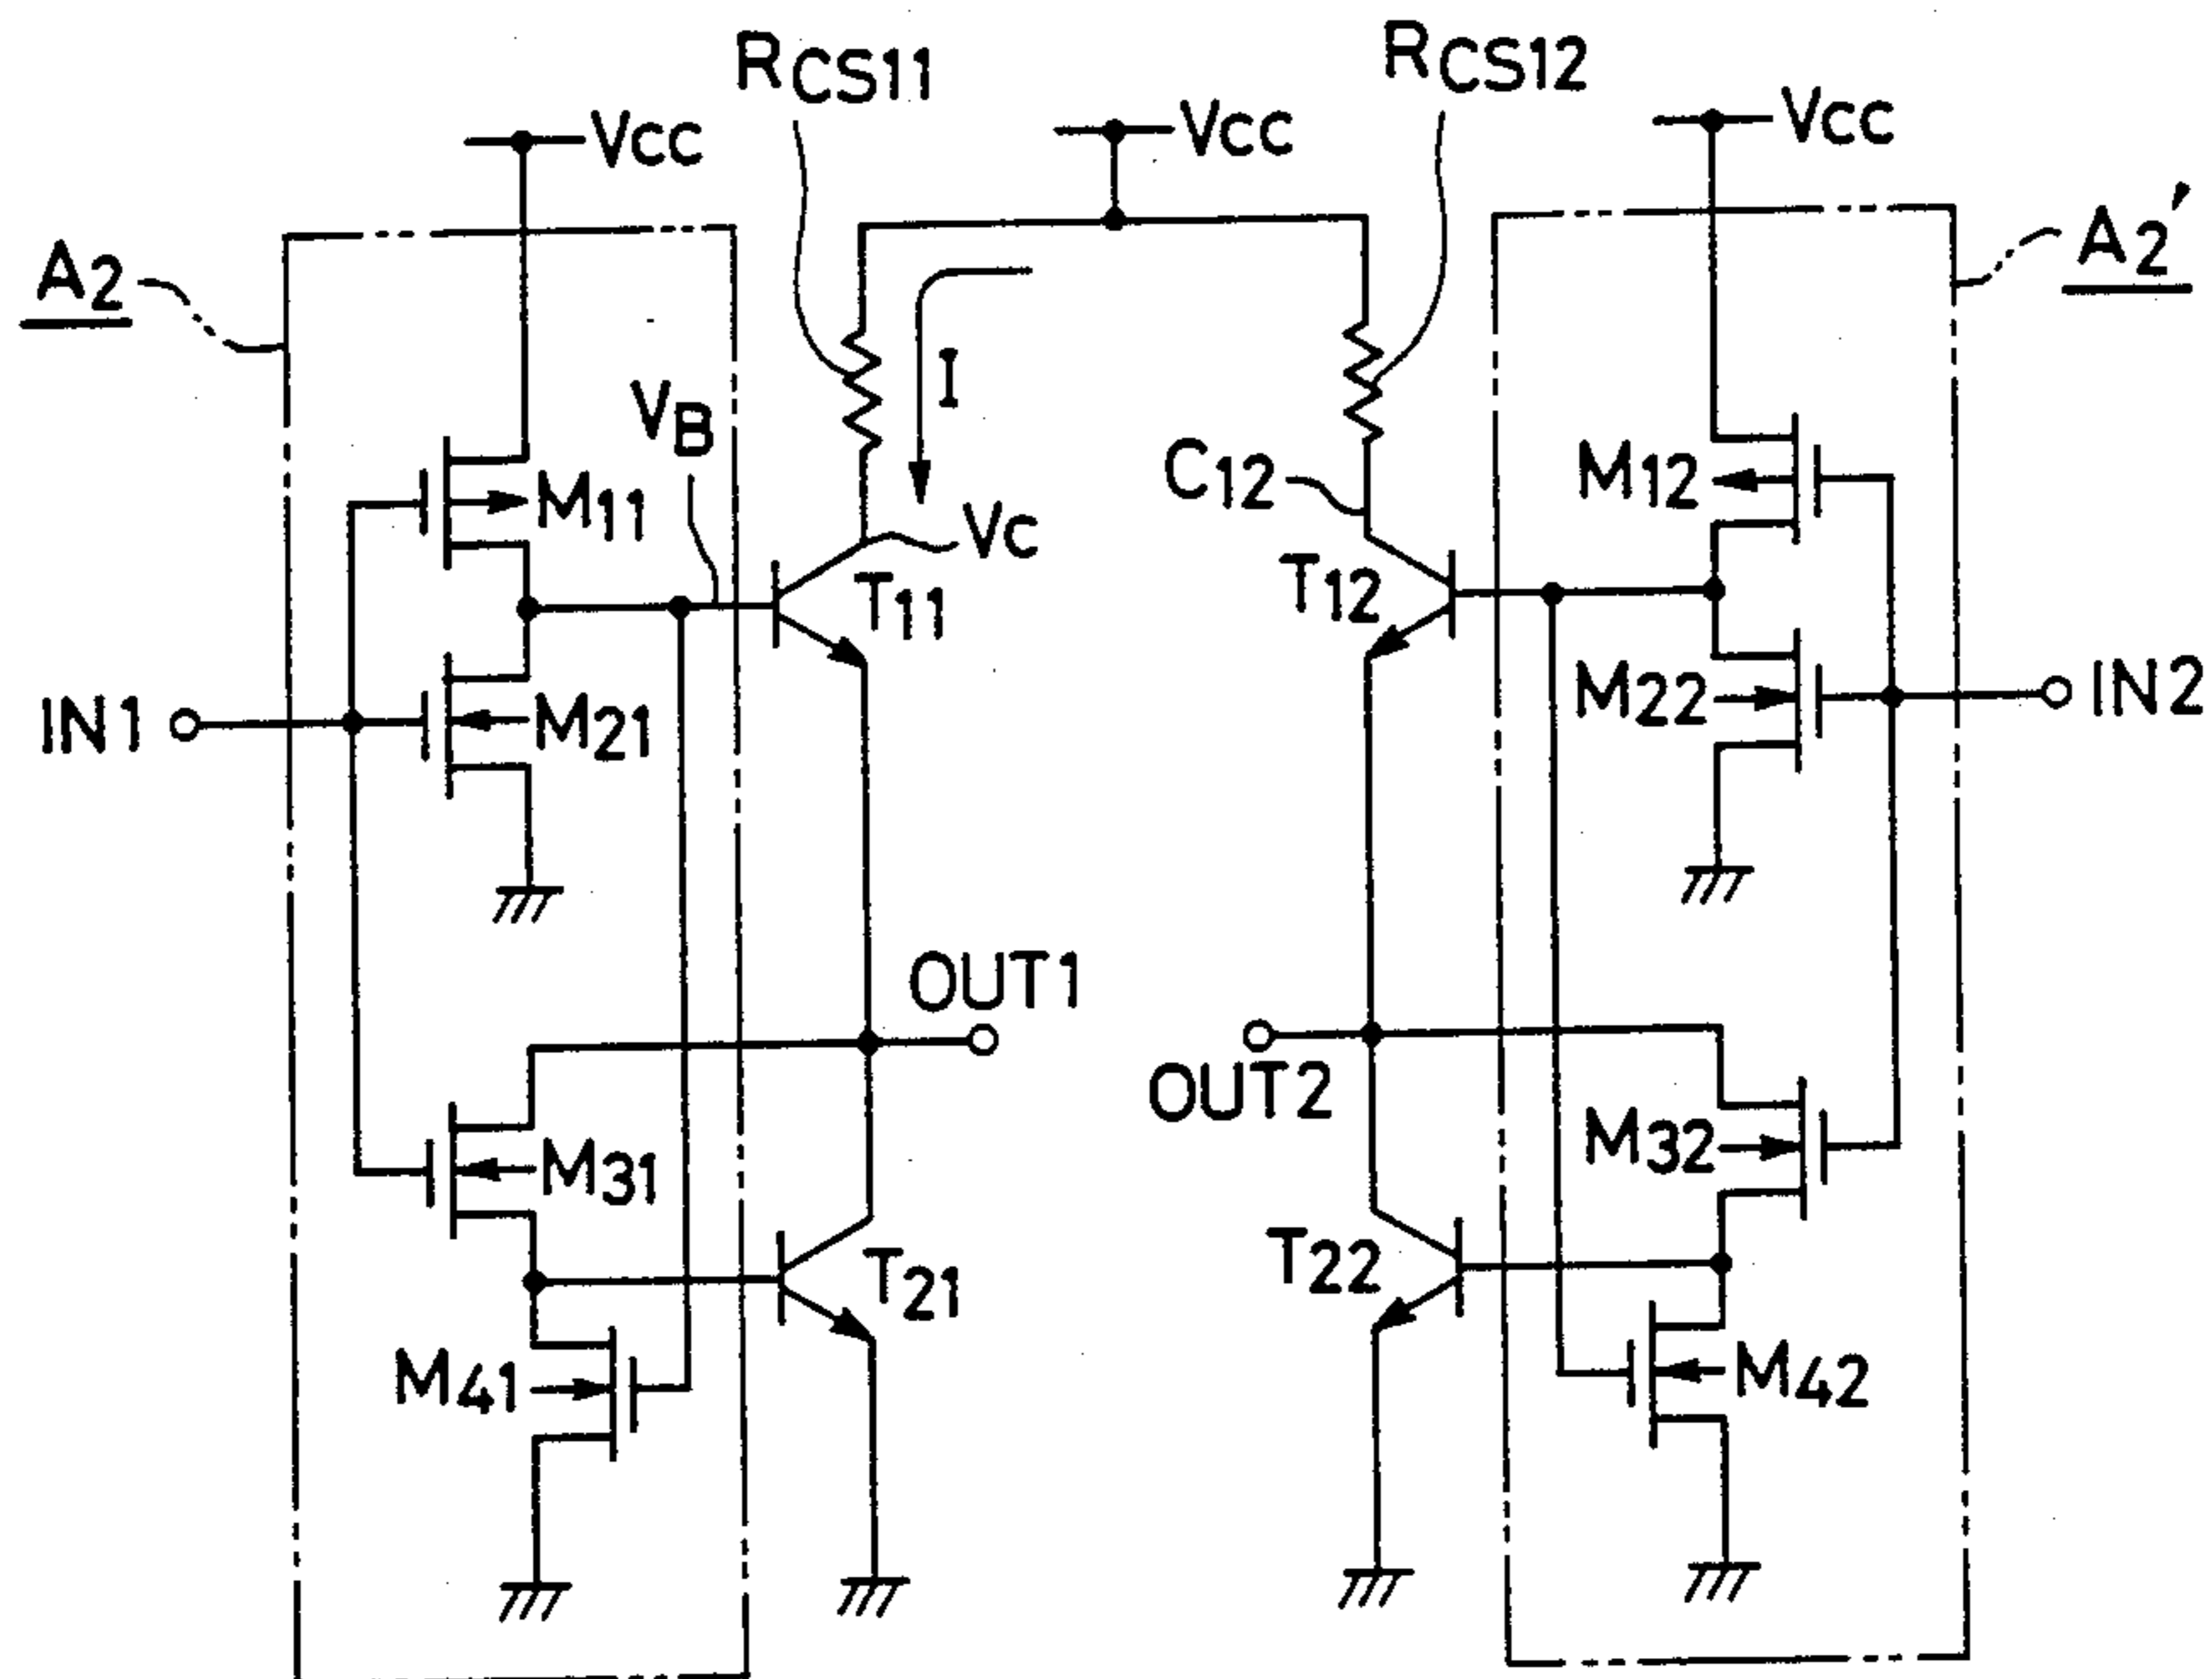 RCS11
RCS12
Vcc
Vcc
Vcc
A2
A2'
I
VB
M11
C12
M12
Vc
T11
T12
IN1
M21
M22
IN2
OUT1
OUT2
M31
M32
T21
T22
M41
M42